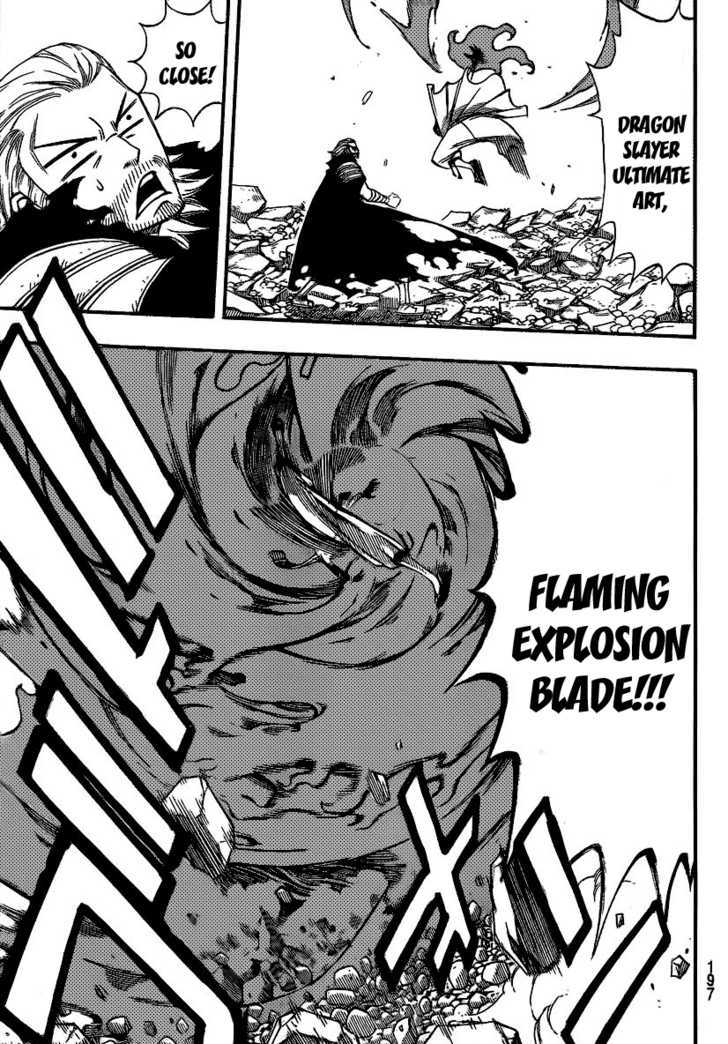 DRAGON
SLAYER
ULTIMATE
ART,
SO
CLOSE!
FLAMING
EXPLOSION
BLADE!!!
197